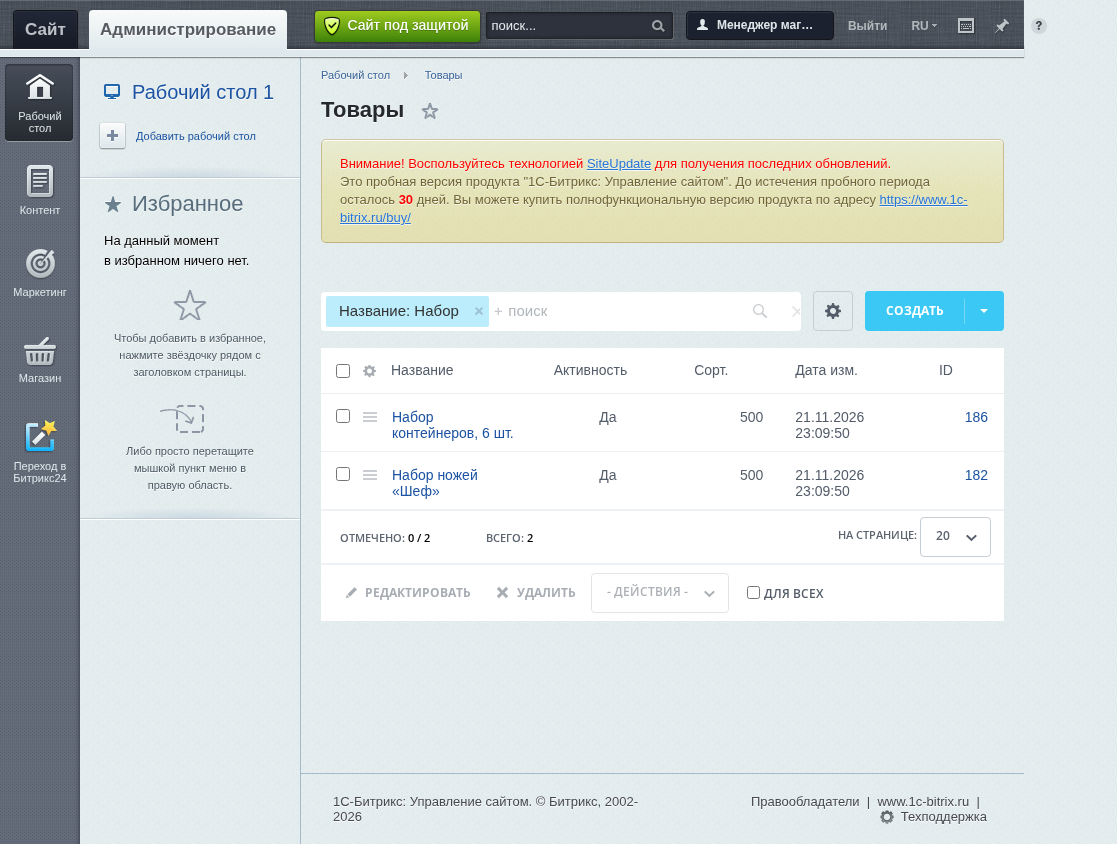 Сайт
Администрирование
Сайт под защитой
поиск...
Менеджер маг…
Выйти
RU
?
Рабочий
стол
Контент
Маркетинг
Магазин
Переход в
Битрикс24
Рабочий стол 1
Добавить рабочий стол
Избранное
На данный момент
в избранном ничего нет.
Чтобы добавить в избранное,
нажмите звёздочку рядом с
заголовком страницы.
Либо просто перетащите
мышкой пункт меню в
правую область.
Рабочий стол Товары
Товары
Внимание! Воспользуйтесь технологией SiteUpdate для получения последних обновлений.
Это пробная версия продукта "1С-Битрикс: Управление сайтом". До истечения пробного периода
осталось 30 дней. Вы можете купить полнофункциональную версию продукта по адресу https://www.1c-
bitrix.ru/buy/
Название: Набор
+ поиск
СОЗДАТЬ
Название Активность Сорт. Дата изм. ID
Набор Да 500 21.11.2026 186
контейнеров, 6 шт. 23:09:50
Набор ножей Да 500 21.11.2026 182
«Шеф» 23:09:50
ОТМЕЧЕНО: 0 / 2 ВСЕГО: 2 НА СТРАНИЦЕ: 20
РЕДАКТИРОВАТЬ УДАЛИТЬ - ДЕЙСТВИЯ - ДЛЯ ВСЕХ
1С-Битрикс: Управление сайтом. © Битрикс, 2002-
2026
Правообладатели | www.1c-bitrix.ru |
Техподдержка